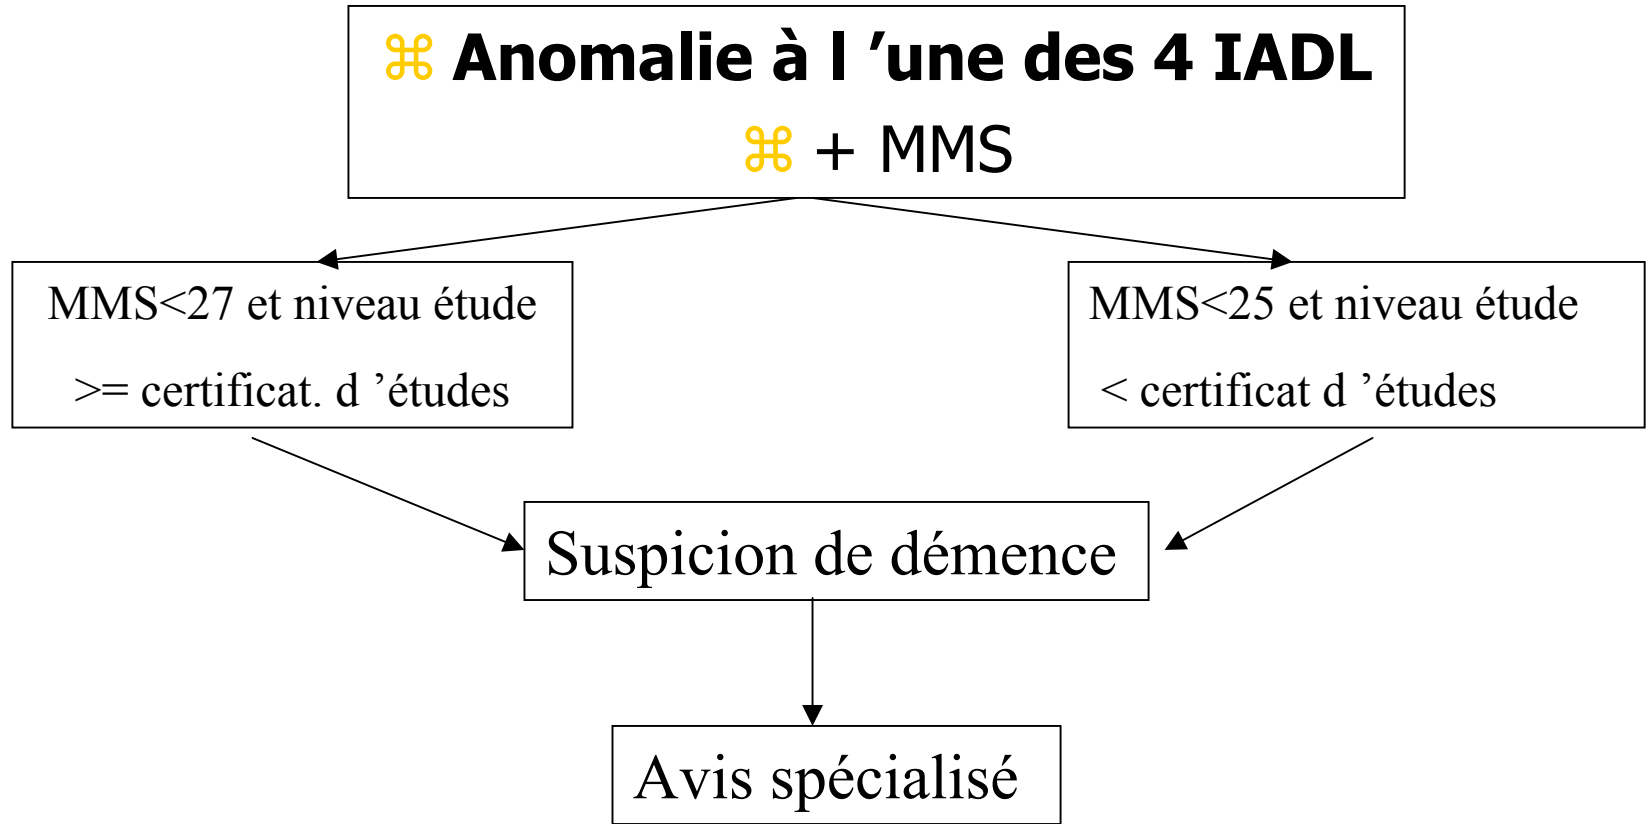 ⌘ Anomalie à l ’une des 4 IADL
⌘ + MMS
MMS<27 et niveau étude
>= certificat. d ’études
MMS<25 et niveau étude
< certificat d ’études
Suspicion de démence
Avis spécialisé